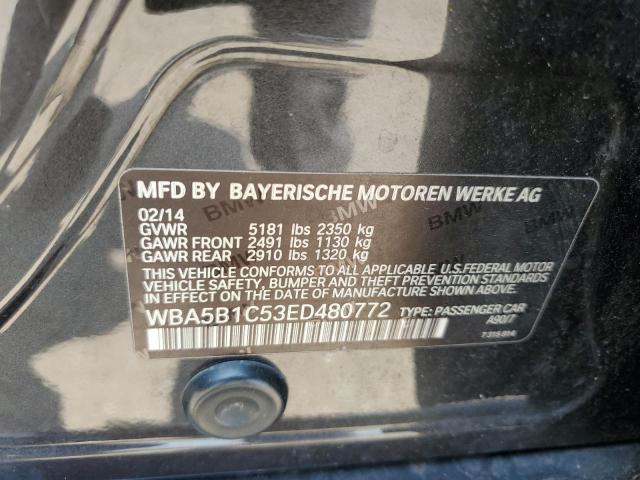 MFD BY BAYERISCHE MOTOREN WERKE AG
02/14
GVWR 5181 lbs 2350 kg
GAWR FRONT 2491 lbs 1130 kg
GAWR REAR 2910 lbs 1320 kg
THIS VEHICLE CONFORMS TO ALL APPLICABLE U.S. FEDERAL MOTOR
VEHICLE SAFETY, BUMPER AND THEFT PREVENTION STANDARDS
IN EFFECT ON THE DATE OF MANUFACTURE SHOWN ABOVE.
WBA5B1C53ED480772 TYPE: PASSENGER CAR
A90/7